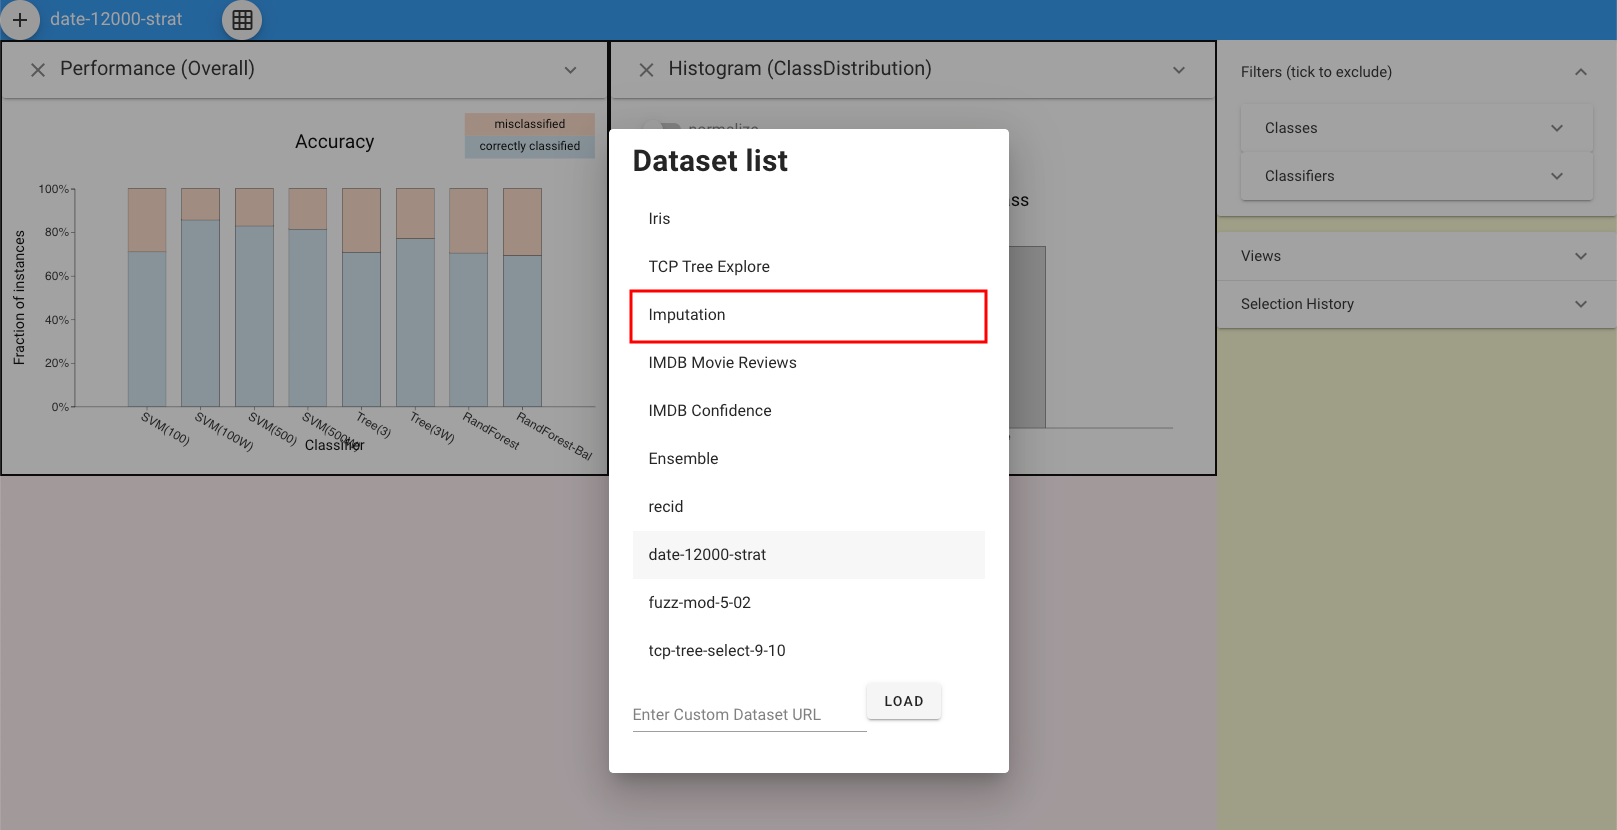 date-12000-strat
Performance (Overall)
Histogram (ClassDistribution)
Accuracy
misclassified
correctly classified
Fraction of instances
100%
80%
60%
40%
20%
0%
SVM(100)
SVM(100W)
SVM(500)
SVM(500W)
Tree(3)
Tree(3W)
RandForest
RandForest-Bal
Classifier
normalize
Dataset list
Iris
TCP Tree Explore
Imputation
IMDB Movie Reviews
IMDB Confidence
Ensemble
recid
date-12000-strat
fuzz-mod-5-02
tcp-tree-select-9-10
Enter Custom Dataset URL
LOAD
Filters (tick to exclude)
Classes
Classifiers
Views
Selection History